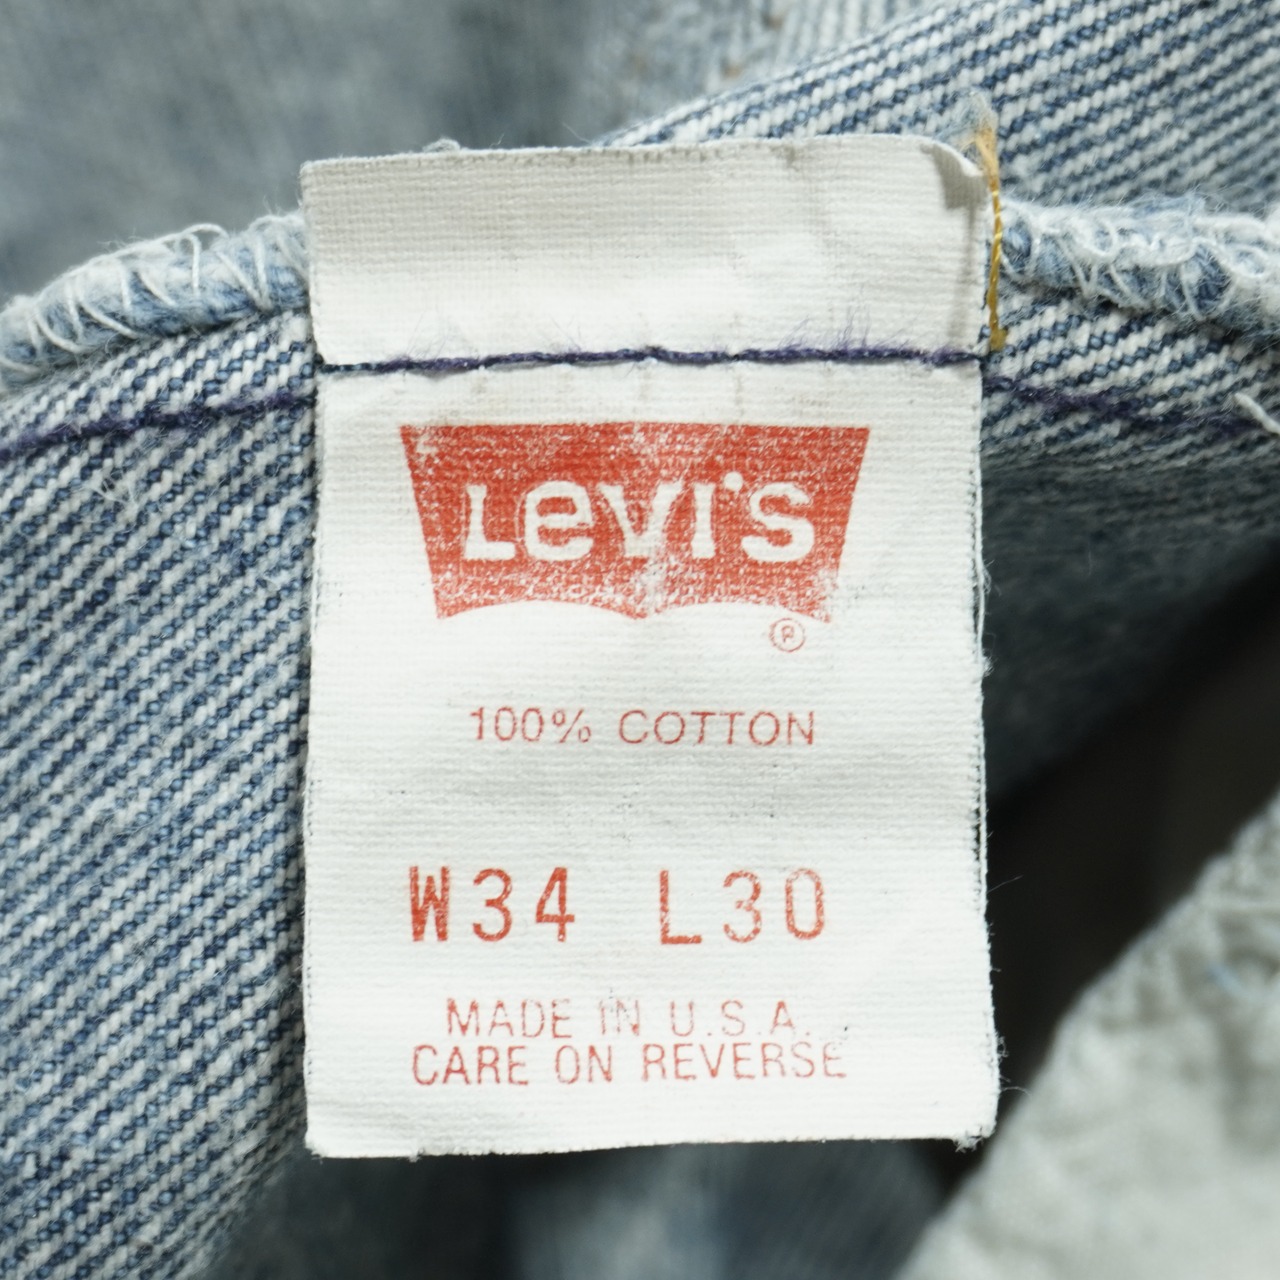 Levi's
®
100% COTTON
W34 L30
MADE IN U.S.A.
CARE ON REVERSE